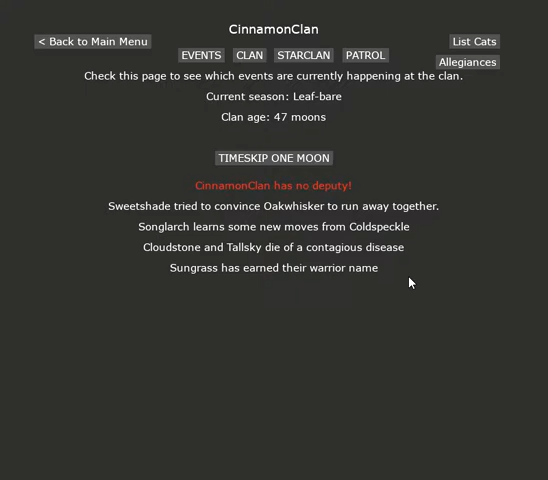 CinnamonClan
< Back to Main Menu
List Cats
EVENTS CLAN STARCLAN PATROL
Allegiances
Check this page to see which events are currently happening at the clan.
Current season: Leaf-bare
Clan age: 47 moons
TIMESKIP ONE MOON
CinnamonClan has no deputy!
Sweetshade tried to convince Oakwhisker to run away together.
Songlarch learns some new moves from Coldspeckle
Cloudstone and Tallsky die of a contagious disease
Sungrass has earned their warrior name